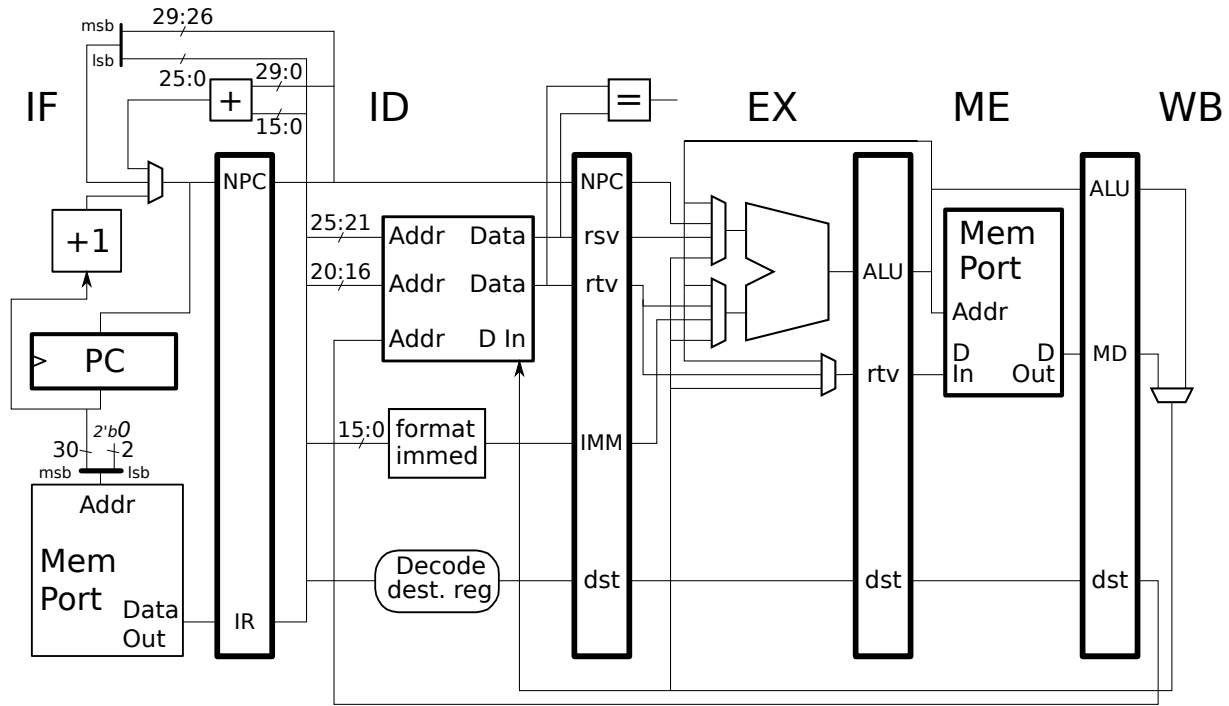 29:26
msb
lsb
25:0
29:0
+
15:0
=
IF
ID
EX
ME
WB
NPC
NPC
ALU
+1
25:21
Addr
Data
rsv
20:16
Addr
Data
rtv
Addr
D In
ALU
Mem
Port
Addr
D
In
D
Out
PC
MD
rtv
2'b0
30
2
msb
lsb
15:0
format
immed
IMM
Addr
Mem
Port
Data
Out
IR
Decode
dest. reg
dst
dst
dst